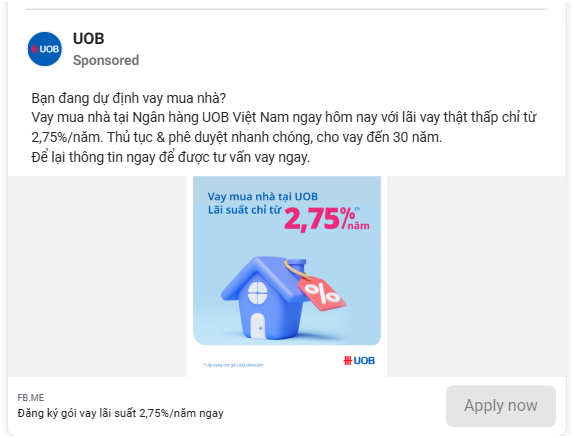 UOB
UOB
Sponsored
Bạn đang dự định vay mua nhà?
Vay mua nhà tại Ngân hàng UOB Việt Nam ngay hôm nay với lãi vay thật thấp chỉ từ
2,75%/năm. Thủ tục & phê duyệt nhanh chóng, cho vay đến 30 năm.
Để lại thông tin ngay để được tư vấn vay ngay.
Vay mua nhà tại UOB
Lãi suất chỉ từ 2,75%/năm
%
UOB
FB.ME
Đăng ký gói vay lãi suất 2,75%/năm ngay
Apply now